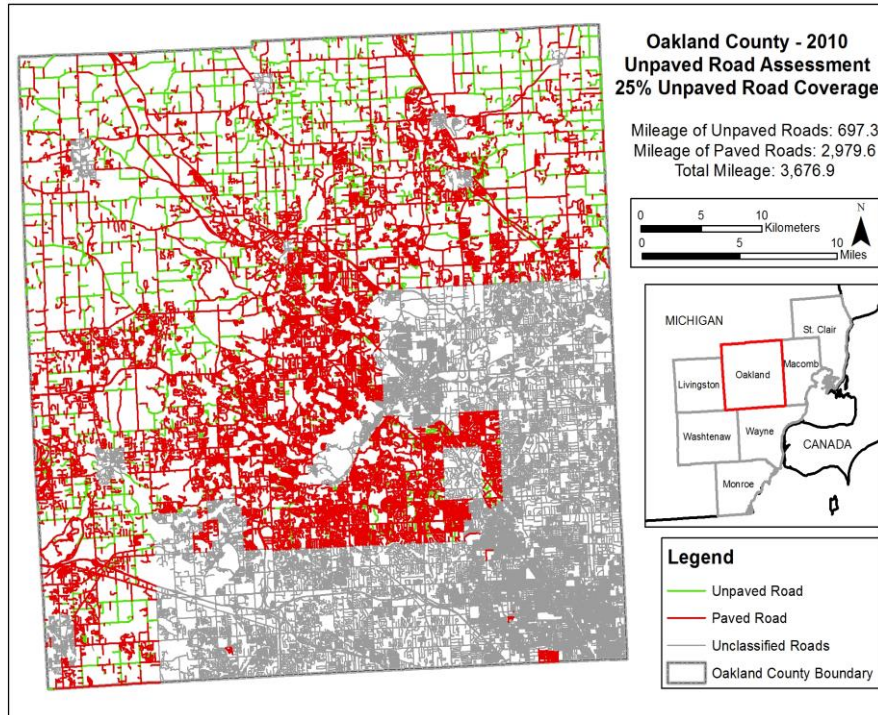 Oakland County - 2010
Unpaved Road Assessment
25% Unpaved Road Coverage
Mileage of Unpaved Roads: 697.3
Mileage of Paved Roads: 2,979.6
Total Mileage: 3,676.9
N
0 5 10
Kilometers
0 5 10
Miles
MICHIGAN
St. Clair
Macomb
Oakland
Livingston
Washtenaw
Wayne
CANADA
Monroe
Legend
Unpaved Road
Paved Road
Unclassified Roads
Oakland County Boundary